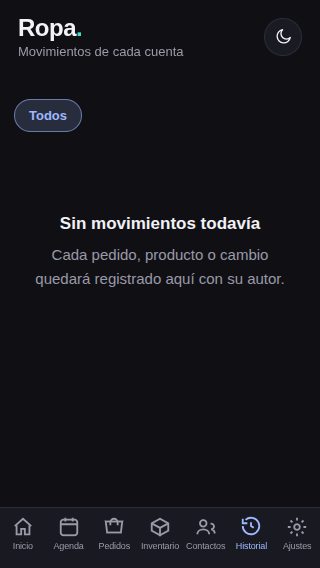 Ropa.
Movimientos de cada cuenta
Todos
Sin movimientos todavía
Cada pedido, producto o cambio
quedará registrado aquí con su autor.
Inicio Agenda Pedidos Inventario Contactos Historial Ajustes